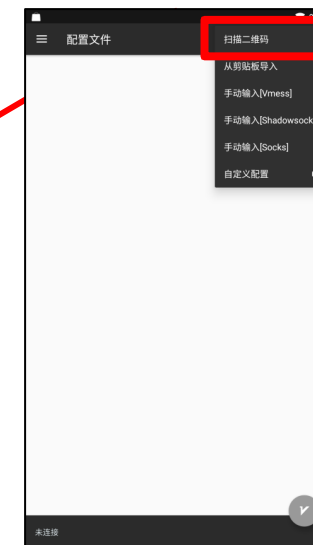 配置文件
扫描二维码
从剪贴板导入
手动输入[Vmess]
手动输入[Shadowsock
手动输入[Socks]
自定义配置
未连接